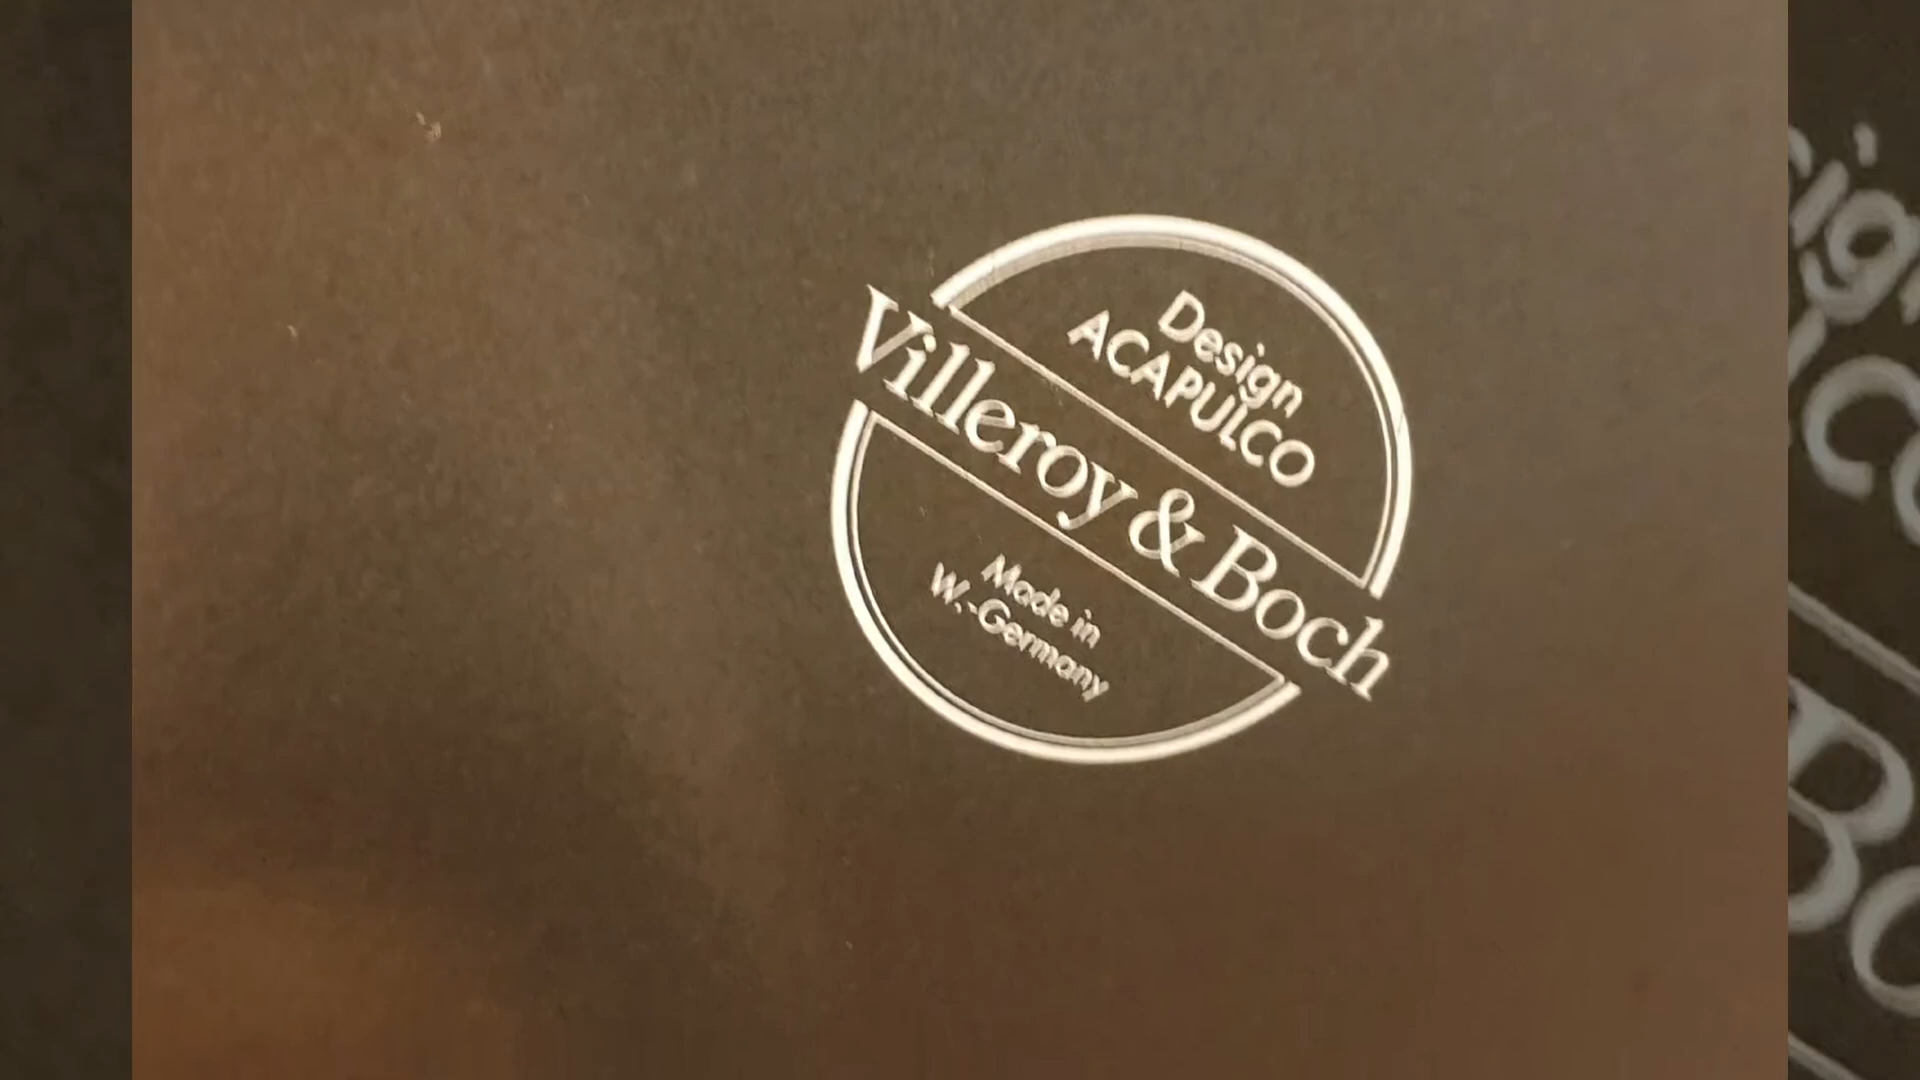 Design
ACAPULCO
Villeroy & Boch
Made in
W.-Germany